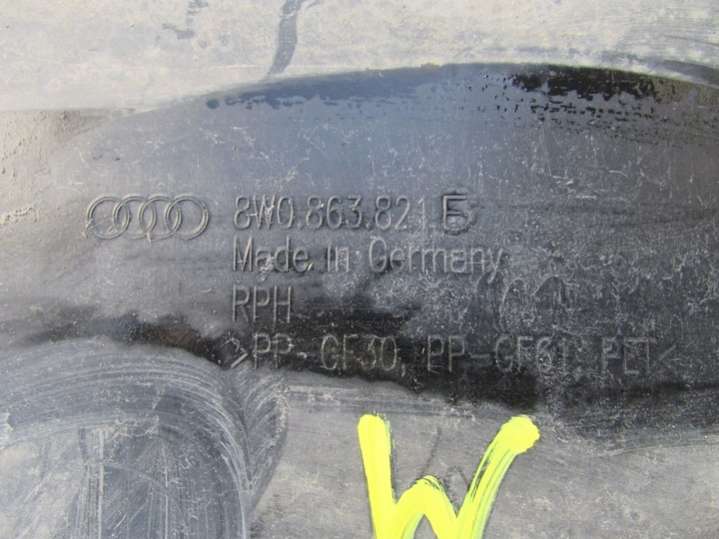 8W0.863.821.E
Made in Germany
RPH
>PP-GF30, PP-GF61, PET<
W